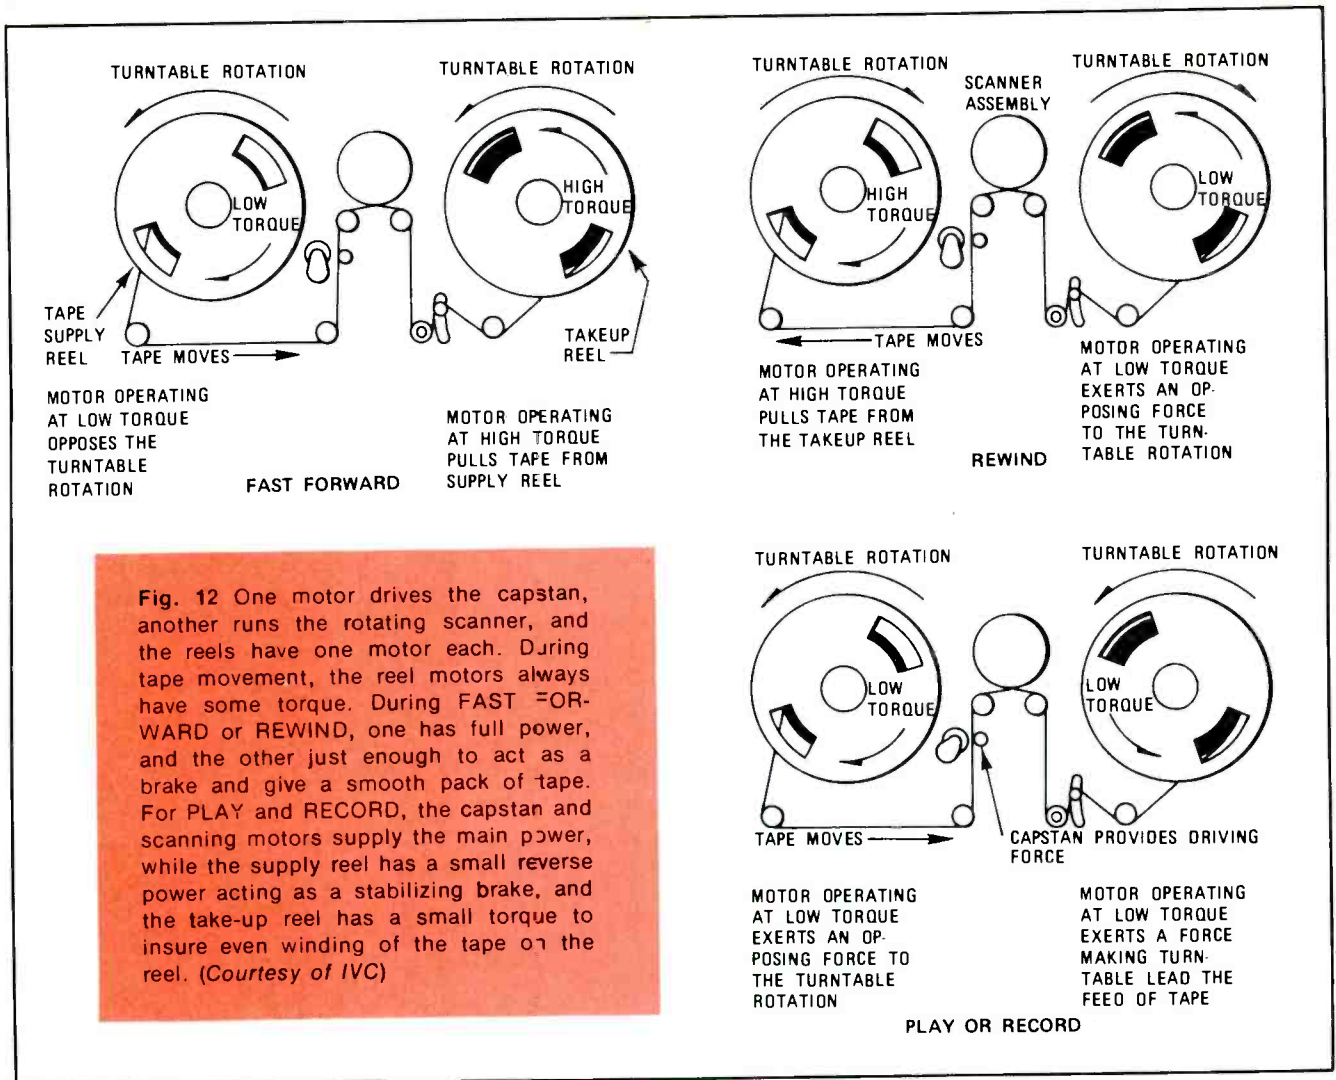 TURNTABLE ROTATION
TURNTABLE ROTATION
LOW
TORQUE
HIGH
TORQUE
TAPE
SUPPLY
REEL
TAPE MOVES
TAKEUP
REEL
MOTOR OPERATING
AT LOW TORQUE
OPPOSES THE
TURNTABLE
ROTATION
MOTOR OPERATING
AT HIGH TORQUE
PULLS TAPE FROM
SUPPLY REEL
FAST FORWARD
TURNTABLE ROTATION
SCANNER
ASSEMBLY
TURNTABLE ROTATION
HIGH
TORQUE
LOW
TORQUE
TAPE MOVES
MOTOR OPERATING
AT HIGH TORQUE
PULLS TAPE FROM
THE TAKEUP REEL
MOTOR OPERATING
AT LOW TORQUE
EXERTS AN OP-
POSING FORCE
TO THE TURN-
TABLE ROTATION
REWIND
Fig. 12 One motor drives the capstan,
another runs the rotating scanner, and
the reels have one motor each. During
tape movement, the reel motors always
have some torque. During FAST FOR-
WARD or REWIND, one has full power,
and the other just enough to act as a
brake and give a smooth pack of tape.
For PLAY and RECORD, the capstan and
scanning motors supply the main power,
while the supply reel has a small reverse
power acting as a stabilizing brake, and
the take-up reel has a small torque to
insure even winding of the tape on the
reel. (Courtesy of IVC)
TURNTABLE ROTATION
TURNTABLE ROTATION
LOW
TORQUE
LOW
TORQUE
TAPE MOVES
CAPSTAN PROVIDES DRIVING
FORCE
MOTOR OPERATING
AT LOW TORQUE
EXERTS AN OP-
POSING FORCE TO
THE TURNTABLE
ROTATION
MOTOR OPERATING
AT LOW TORQUE
EXERTS A FORCE
MAKING TURN-
TABLE LEAD THE
FEED OF TAPE
PLAY OR RECORD